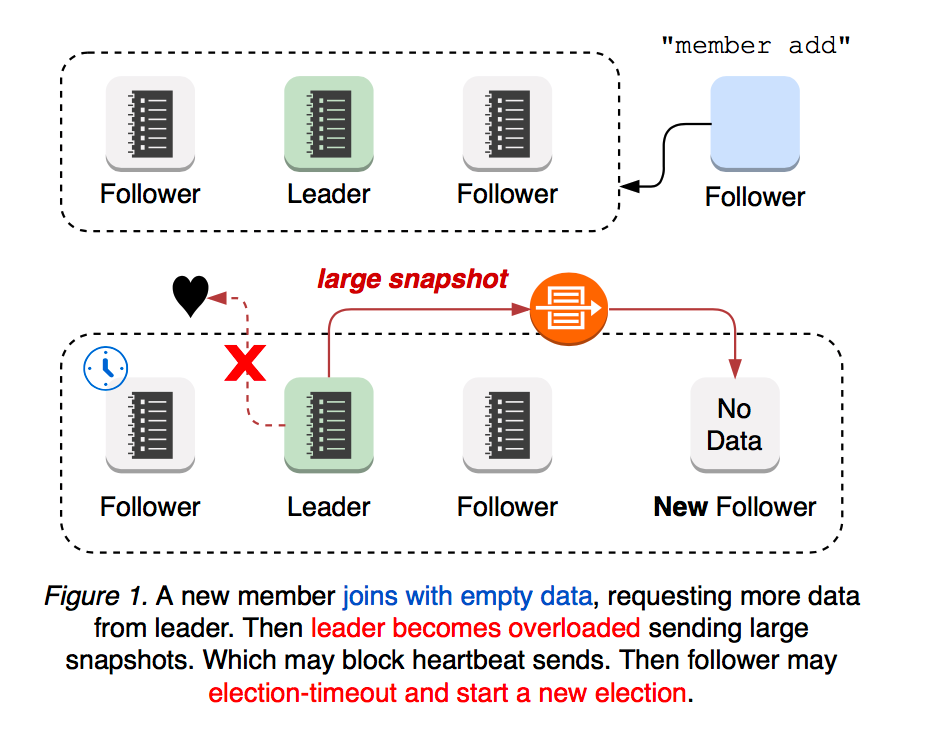 "member add"
Follower
Leader
Follower
Follower
large snapshot
No
Data
Follower
Leader
Follower
New Follower
Figure 1. A new member joins with empty data, requesting more data
from leader. Then leader becomes overloaded sending large
snapshots. Which may block heartbeat sends. Then follower may
election-timeout and start a new election.